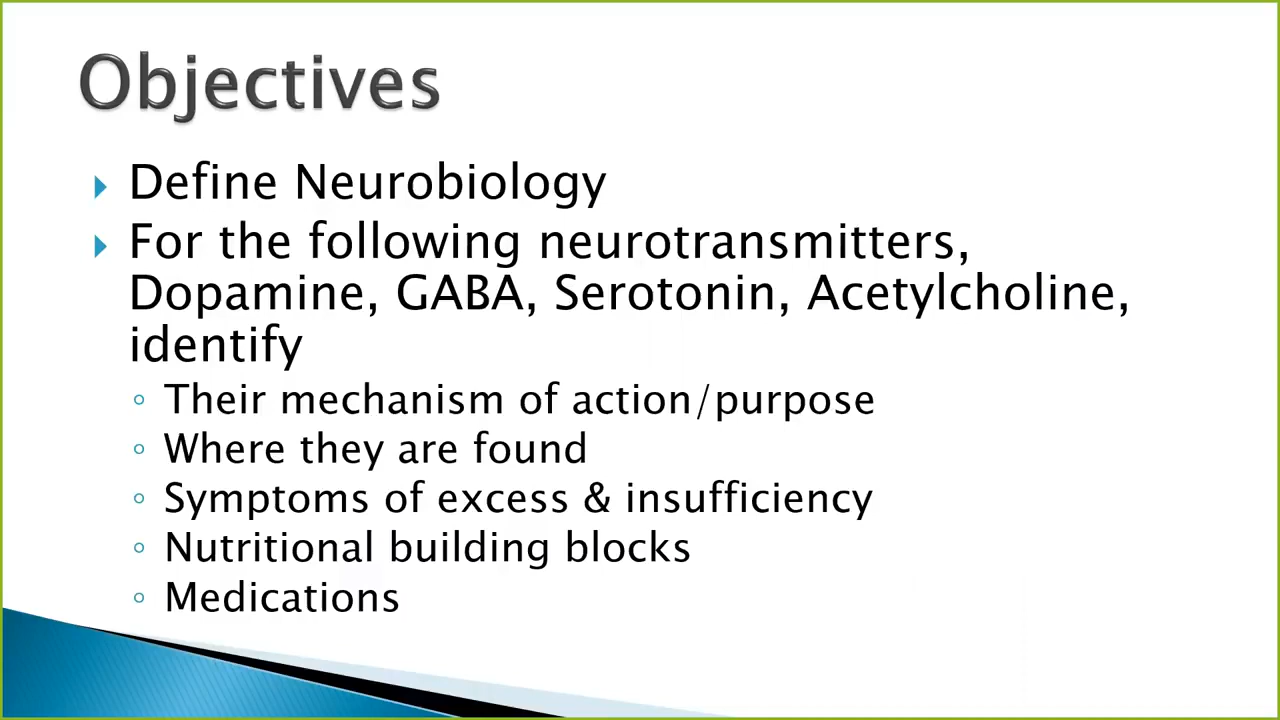 Objectives
Define Neurobiology
For the following neurotransmitters,
Dopamine, GABA, Serotonin, Acetylcholine,
identify
Their mechanism of action/purpose
Where they are found
Symptoms of excess & insufficiency
Nutritional building blocks
Medications